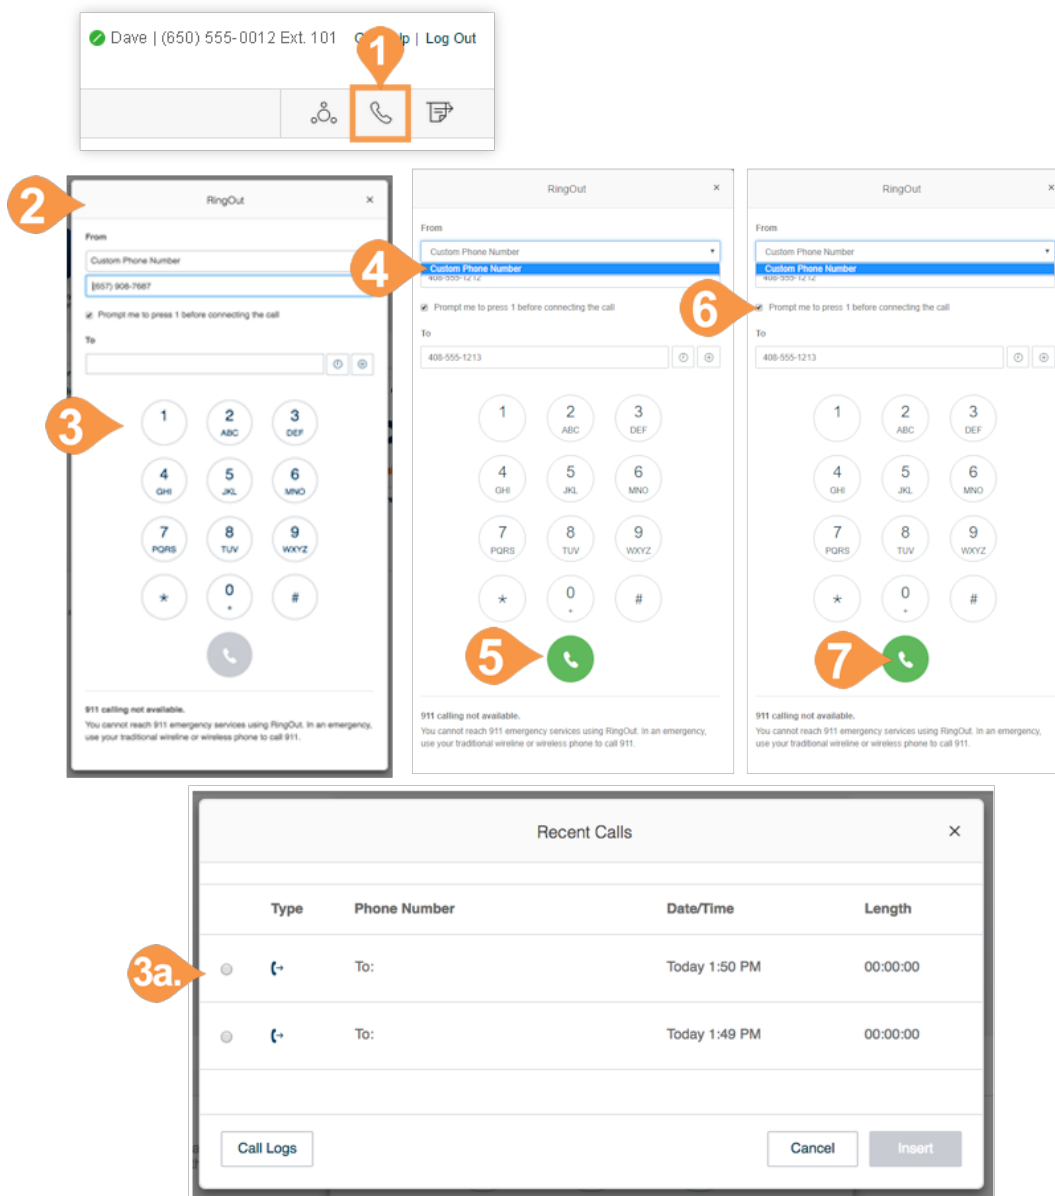 Dave | (650) 555-0012 Ext. 101 | Log Out
1
2
RingOut ×
From
Custom Phone Number
(657) 908-7687
Prompt me to press 1 before connecting the call
To
3
1
2
3
ABC
DEF
4
5
6
GHI
JKL
MNO
7
8
9
PQRS
TUV
WXYZ
*
0
#
+
911 calling not available.
You cannot reach 911 emergency services using RingOut. In an emergency,
use your traditional wireline or wireless phone to call 911.
RingOut ×
From
Custom Phone Number
4
Custom Phone Number
408-555-1212
Prompt me to press 1 before connecting the call
To
408-555-1213
1
2
3
ABC
DEF
4
5
6
GHI
JKL
MNO
7
8
9
PQRS
TUV
WXYZ
*
0
#
+
5
911 calling not available.
You cannot reach 911 emergency services using RingOut. In an emergency,
use your traditional wireline or wireless phone to call 911.
RingOut ×
From
Custom Phone Number
Custom Phone Number
408-555-1212
6
Prompt me to press 1 before connecting the call
To
408-555-1213
1
2
3
ABC
DEF
4
5
6
GHI
JKL
MNO
7
8
9
PQRS
TUV
WXYZ
*
0
#
+
7
911 calling not available.
You cannot reach 911 emergency services using RingOut. In an emergency,
use your traditional wireline or wireless phone to call 911.
Recent Calls ×
Type Phone Number Date/Time Length
3a.
To: Today 1:50 PM 00:00:00
To: Today 1:49 PM 00:00:00
Call Logs Cancel Insert